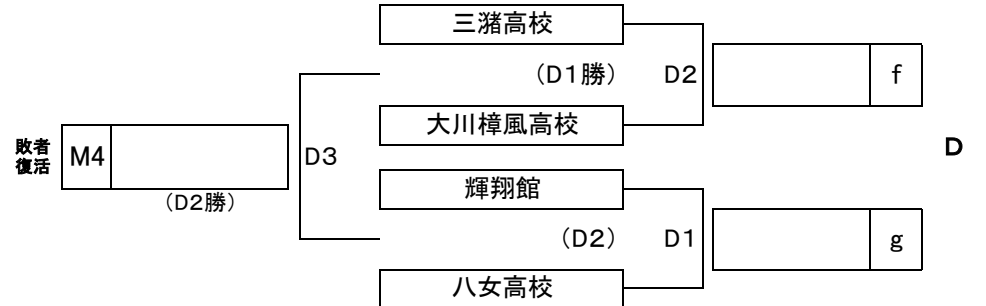 三潴高校
(D1勝) D2 f
大川樟風高校
敗者
復活 M4 D3 D
輝翔館
(D2勝)
(D2) D1 g
八女高校